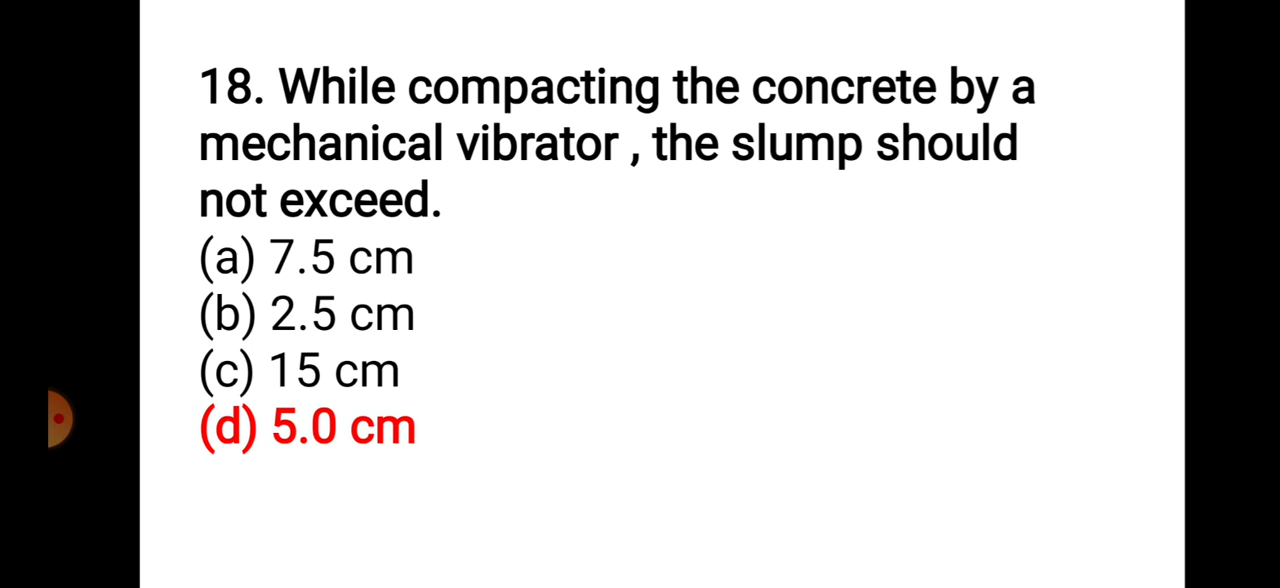 18. While compacting the concrete by a
mechanical vibrator , the slump should
not exceed.
(a) 7.5 cm
(b) 2.5 cm
(c) 15 cm
(d) 5.0 cm